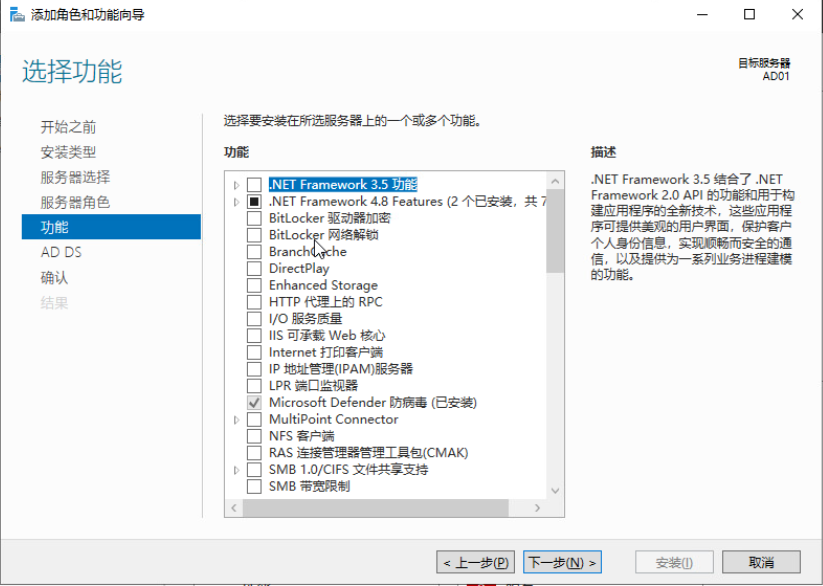 添加角色和功能向导
选择功能
目标服务器
AD01
开始之前
安装类型
服务器选择
服务器角色
功能
AD DS
确认
结果
选择要安装在所选服务器上的一个或多个功能。
功能
.NET Framework 3.5 功能
.NET Framework 4.8 Features (2 个已安装，共 7
BitLocker 驱动器加密
BitLocker 网络解锁
BranchCache
DirectPlay
Enhanced Storage
HTTP 代理上的 RPC
I/O 服务质量
IIS 可承载 Web 核心
Internet 打印客户端
IP 地址管理(IPAM)服务器
LPR 端口监视器
Microsoft Defender 防病毒 (已安装)
MultiPoint Connector
NFS 客户端
RAS 连接管理器管理工具包(CMAK)
SMB 1.0/CIFS 文件共享支持
SMB 带宽限制
描述
.NET Framework 3.5 结合了 .NET
Framework 2.0 API 的功能和用于构
建应用程序的全新技术，这些应用程
序可提供美观的用户界面，保护客户
个人身份信息，实现顺畅而安全的通
信，以及提供为一系列业务进程建模
的功能。
< 上一步(P)
下一步(N) >
安装(I)
取消